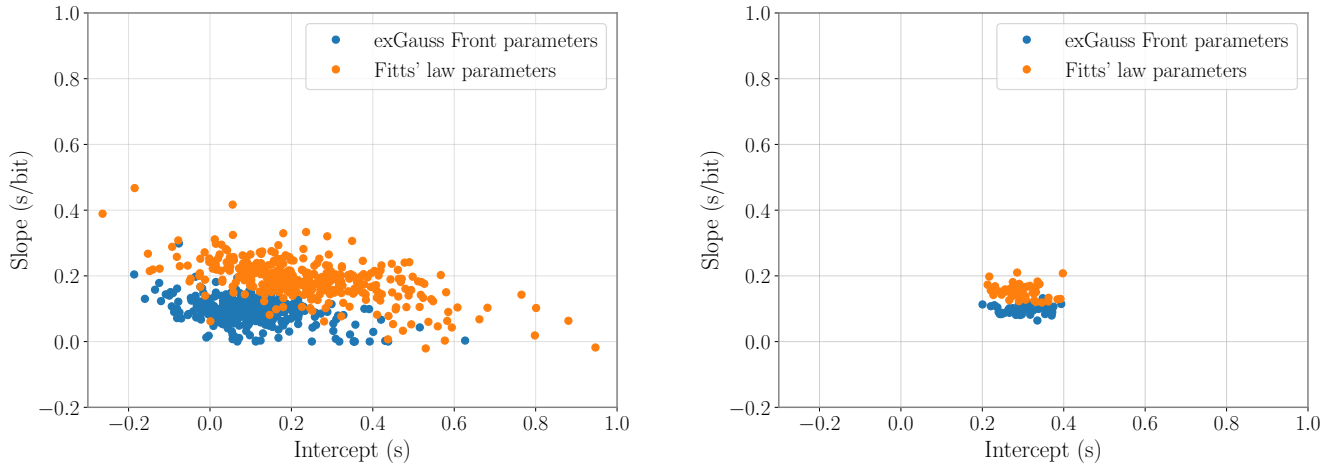 1.0
0.8
0.6
0.4
0.2
0.0
−0.2
Slope (s/bit)
−0.2 0.0 0.2 0.4 0.6 0.8 1.0
Intercept (s)
exGauss Front parameters
Fitts' law parameters
1.0
0.8
0.6
0.4
0.2
0.0
−0.2
Slope (s/bit)
−0.2 0.0 0.2 0.4 0.6 0.8 1.0
Intercept (s)
exGauss Front parameters
Fitts' law parameters